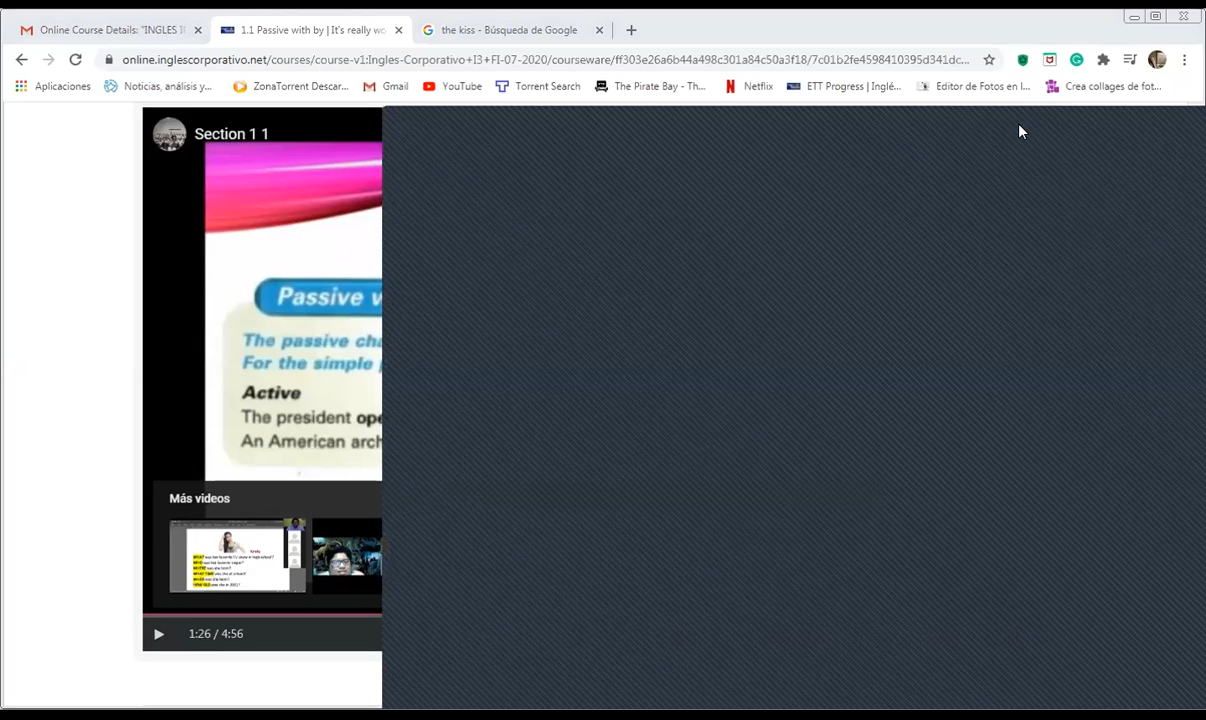 Online Course Details: "INGLES I
1.1 Passive with by | It's really wo
the kiss - Búsqueda de Google
online.inglescorporativo.net/courses/course-v1:Ingles-Corporativo+I3+FI-07-2020/courseware/ff303e26a6b44a498c301a84c50a3f18/7c01b2fe4598410395d341dc...
Aplicaciones
Noticias, análisis y...
ZonaTorrent Descar...
Gmail
YouTube
Torrent Search
The Pirate Bay - Th...
Netflix
ETT Progress | Inglé...
Editor de Fotos en l...
Crea collages de fot...
Section 1 1
Passive w
The passive cha
For the simple p
Active
The president ope
An American arch
Más videos
1:26 / 4:56